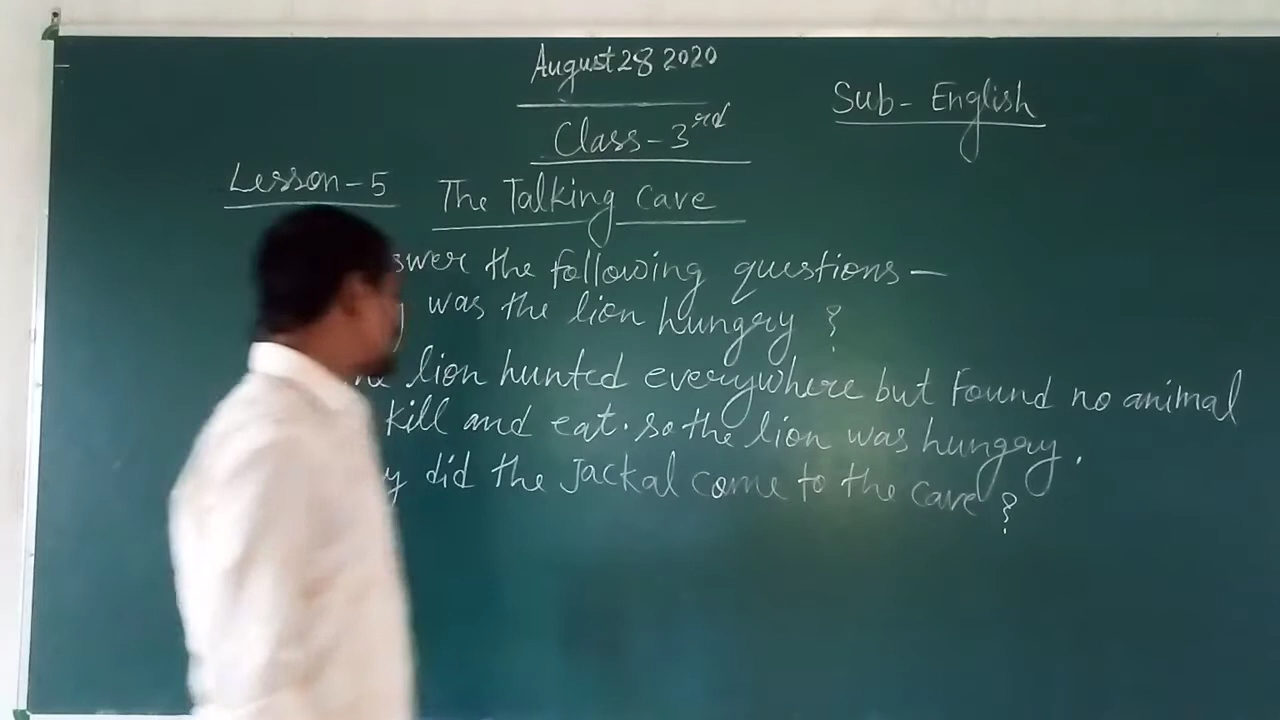 August 28 2020
Sub- English
Class-3rd
Lesson-5 The Talking Cave
swer the following questions—
y was the lion hungry?
lion hunted everywhere but Found no animal
kill and eat. so the lion was hungry.
y did the Jackal come to the cave?